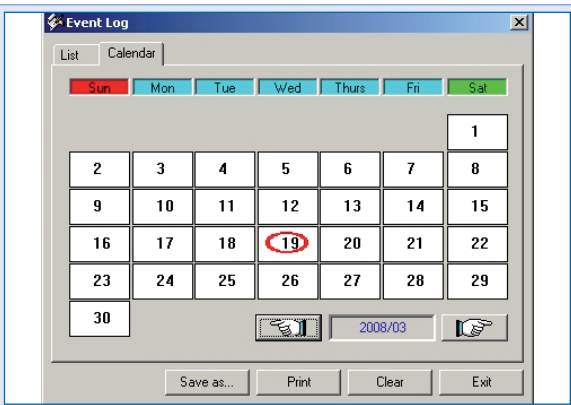 Event Log
List Calendar
Sun Mon Tue Wed Thurs Fri Sat
1
2 3 4 5 6 7 8
9 10 11 12 13 14 15
16 17 18 19 20 21 22
23 24 25 26 27 28 29
30 2008/03
Save as... Print Clear Exit